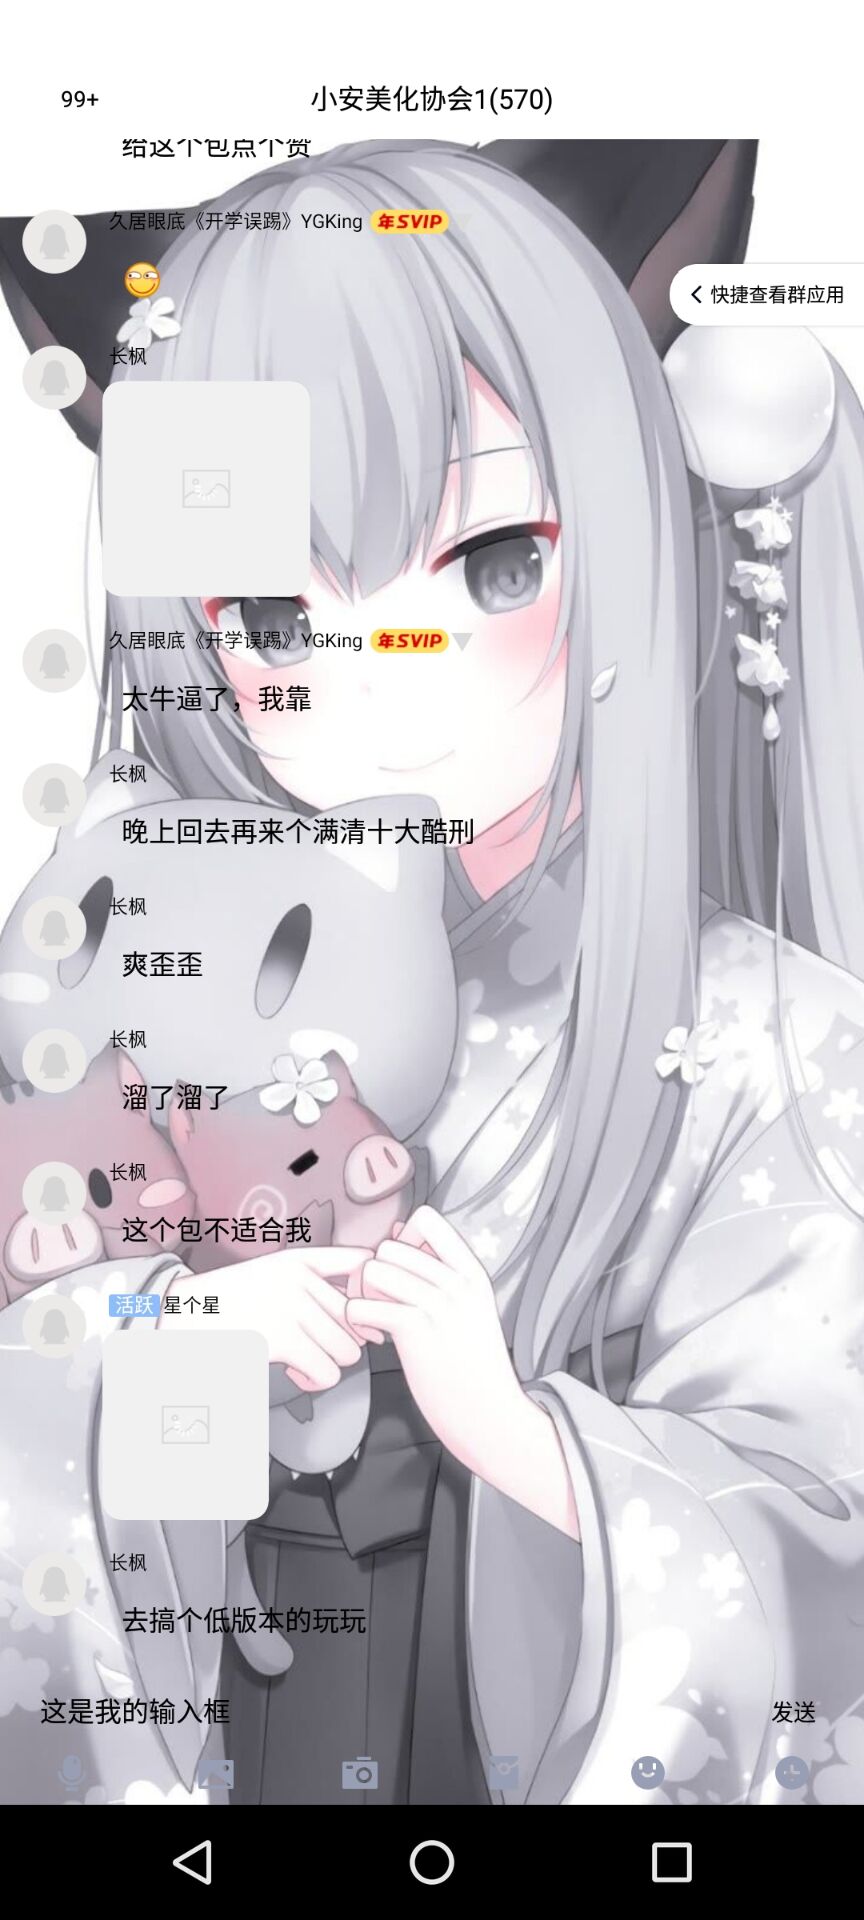 99+
小安美化协会1(570)
给这个包点个赞
久居眼底《开学误踢》YGKing 年SVIP
快捷查看群应用
长枫
久居眼底《开学误踢》YGKing 年SVIP
太牛逼了，我靠
长枫
晚上回去再来个满清十大酷刑
长枫
爽歪歪
长枫
溜了溜了
长枫
这个包不适合我
活跃 星个星
长枫
去搞个低版本的玩玩
这是我的输入框
发送